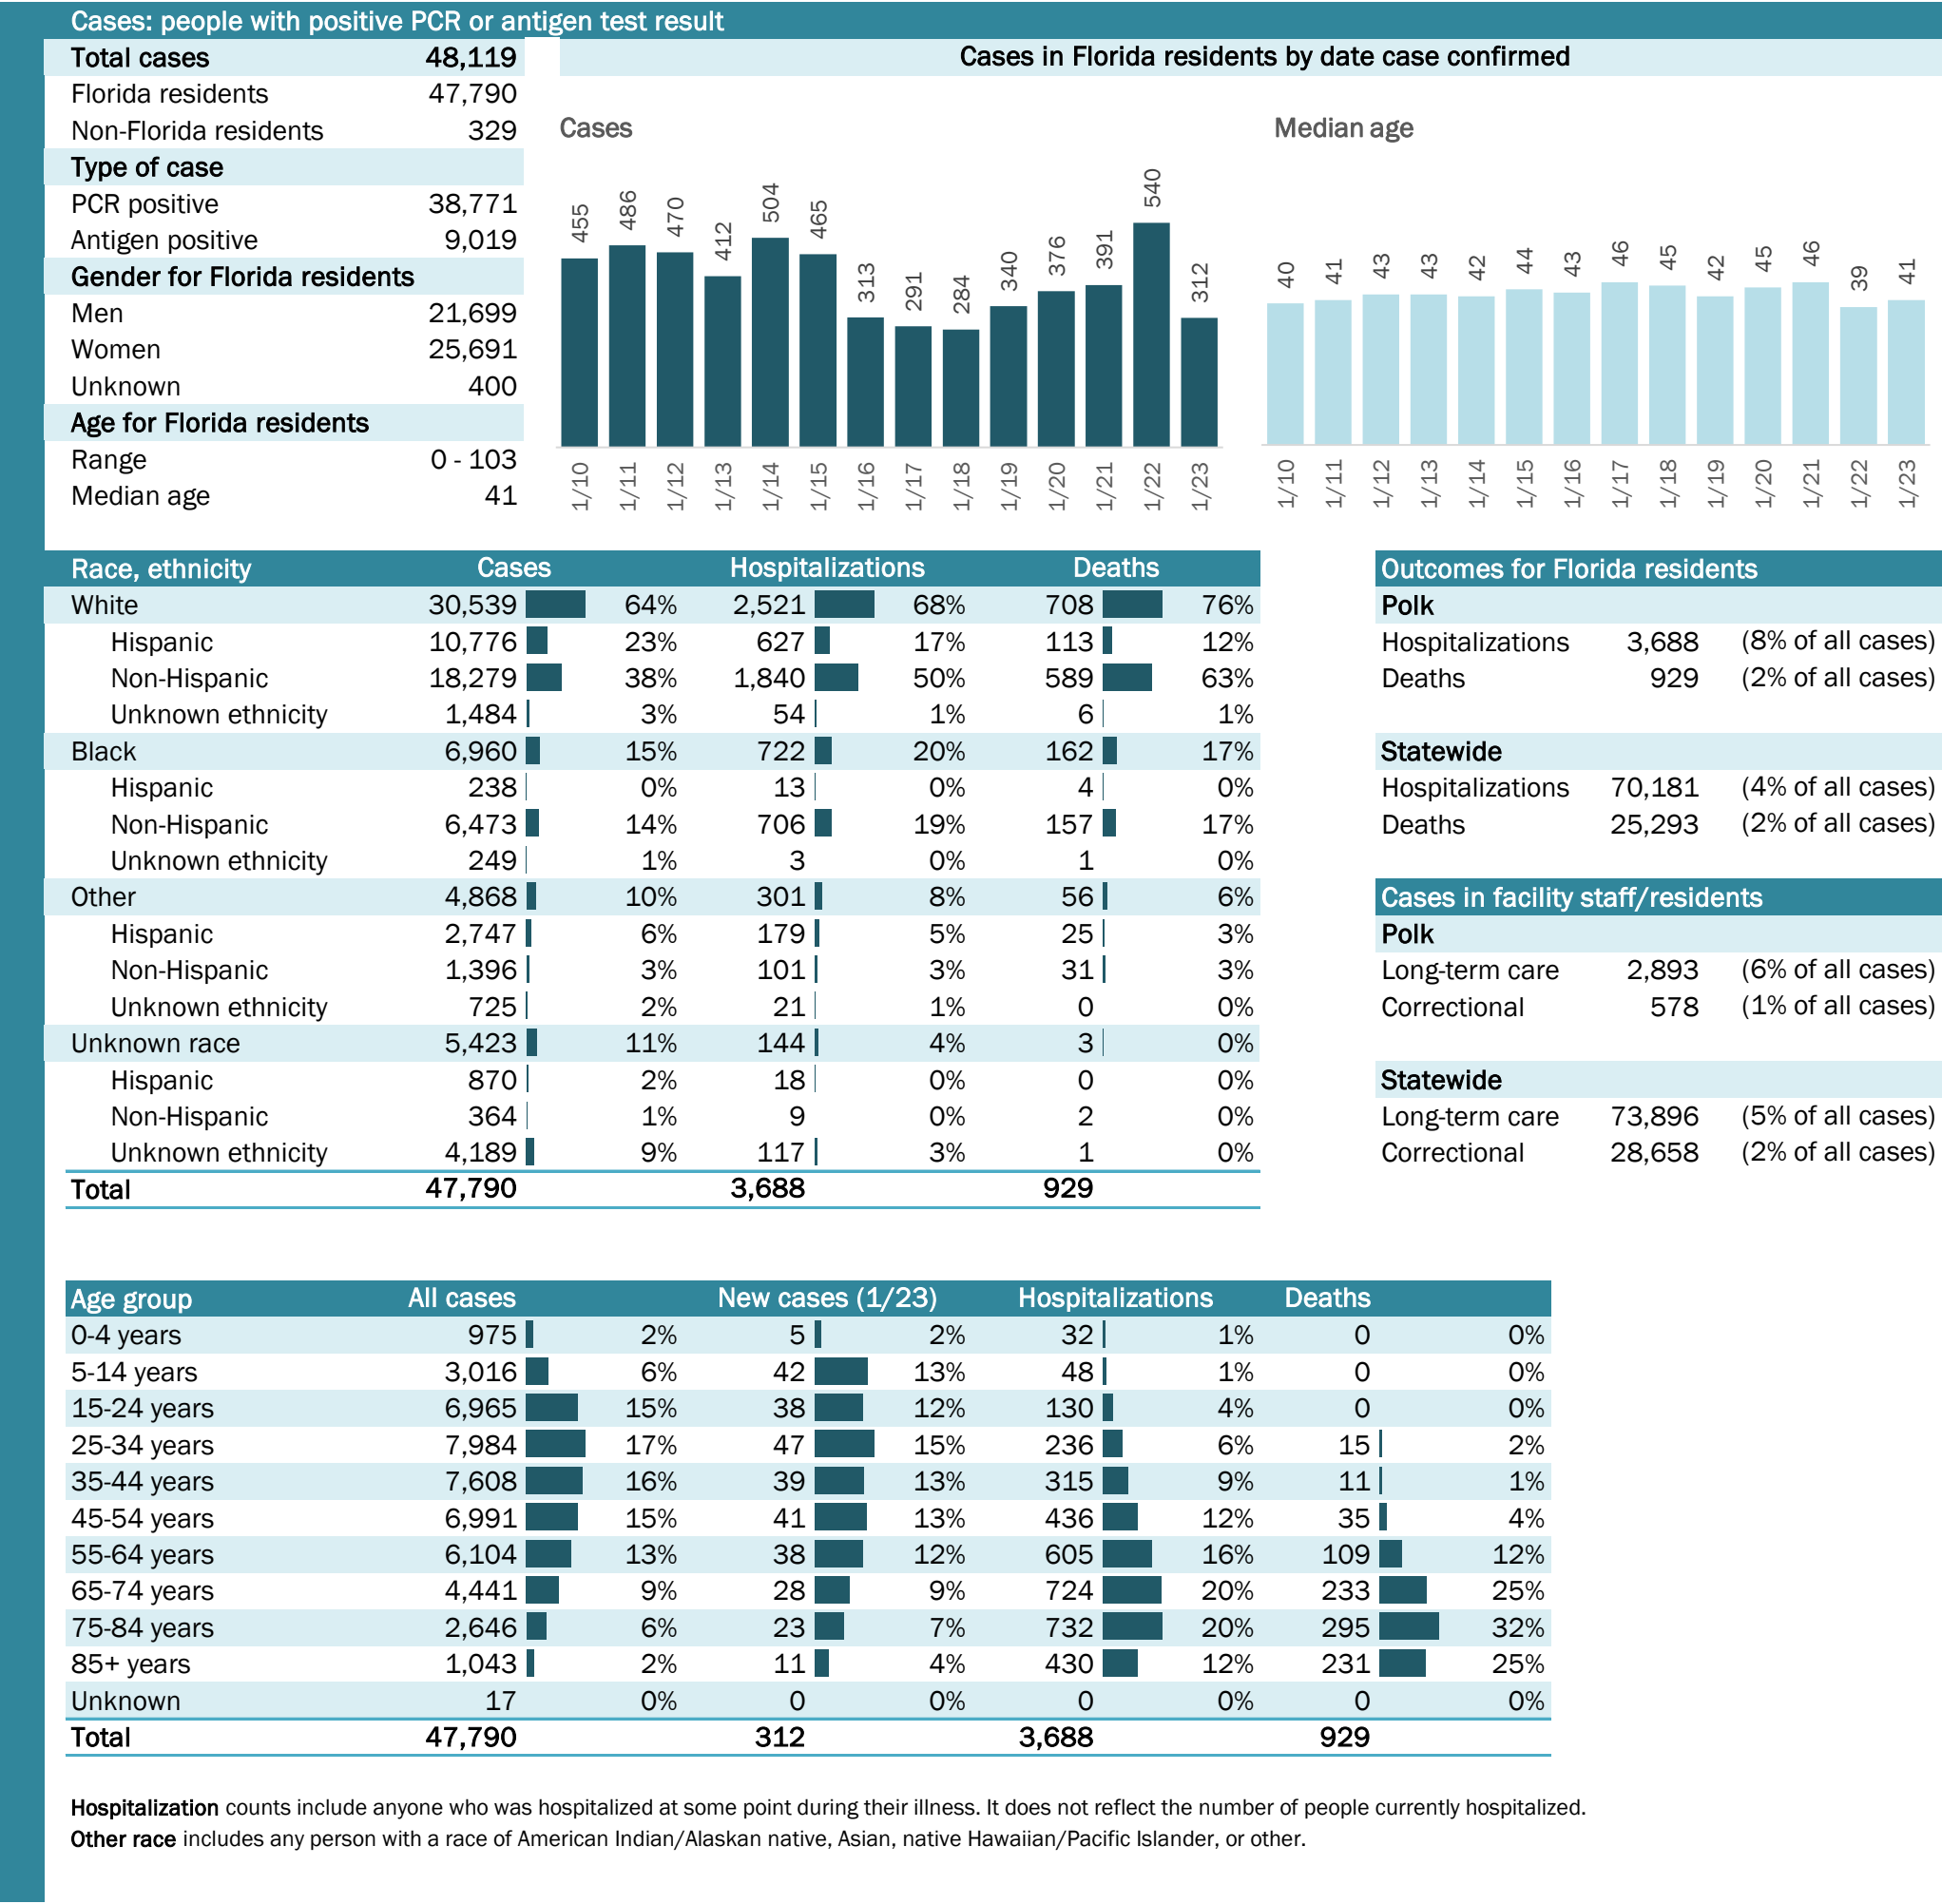 Cases: people with positive PCR or antigen test result
Total cases 48,119
Florida residents 47,790
Non-Florida residents 329
Type of case
PCR positive 38,771
Antigen positive 9,019
Gender for Florida residents
Men 21,699
Women 25,691
Unknown 400
Age for Florida residents
Range 0 - 103
Median age 41
Cases in Florida residents by date case confirmed
Cases
455 486 470 412 504 465 313 291 284 340 376 391 540 312
1/10 1/11 1/12 1/13 1/14 1/15 1/16 1/17 1/18 1/19 1/20 1/21 1/22 1/23
Median age
40 41 43 43 42 44 43 46 45 42 45 46 39 41
1/10 1/11 1/12 1/13 1/14 1/15 1/16 1/17 1/18 1/19 1/20 1/21 1/22 1/23
Race, ethnicity Cases Hospitalizations Deaths
White 30,539 64% 2,521 68% 708 76%
Hispanic 10,776 23% 627 17% 113 12%
Non-Hispanic 18,279 38% 1,840 50% 589 63%
Unknown ethnicity 1,484 3% 54 1% 6 1%
Black 6,960 15% 722 20% 162 17%
Hispanic 238 0% 13 0% 4 0%
Non-Hispanic 6,473 14% 706 19% 157 17%
Unknown ethnicity 249 1% 3 0% 1 0%
Other 4,868 10% 301 8% 56 6%
Hispanic 2,747 6% 179 5% 25 3%
Non-Hispanic 1,396 3% 101 3% 31 3%
Unknown ethnicity 725 2% 21 1% 0 0%
Unknown race 5,423 11% 144 4% 3 0%
Hispanic 870 2% 18 0% 0 0%
Non-Hispanic 364 1% 9 0% 2 0%
Unknown ethnicity 4,189 9% 117 3% 1 0%
Total 47,790 3,688 929
Outcomes for Florida residents
Polk
Hospitalizations 3,688 (8% of all cases)
Deaths 929 (2% of all cases)
Statewide
Hospitalizations 70,181 (4% of all cases)
Deaths 25,293 (2% of all cases)
Cases in facility staff/residents
Polk
Long-term care 2,893 (6% of all cases)
Correctional 578 (1% of all cases)
Statewide
Long-term care 73,896 (5% of all cases)
Correctional 28,658 (2% of all cases)
Age group All cases New cases (1/23) Hospitalizations Deaths
0-4 years 975 2% 5 2% 32 1% 0 0%
5-14 years 3,016 6% 42 13% 48 1% 0 0%
15-24 years 6,965 15% 38 12% 130 4% 0 0%
25-34 years 7,984 17% 47 15% 236 6% 15 2%
35-44 years 7,608 16% 39 13% 315 9% 11 1%
45-54 years 6,991 15% 41 13% 436 12% 35 4%
55-64 years 6,104 13% 38 12% 605 16% 109 12%
65-74 years 4,441 9% 28 9% 724 20% 233 25%
75-84 years 2,646 6% 23 7% 732 20% 295 32%
85+ years 1,043 2% 11 4% 430 12% 231 25%
Unknown 17 0% 0 0% 0 0% 0 0%
Total 47,790 312 3,688 929
Hospitalization counts include anyone who was hospitalized at some point during their illness. It does not reflect the number of people currently hospitalized.
Other race includes any person with a race of American Indian/Alaskan native, Asian, native Hawaiian/Pacific Islander, or other.